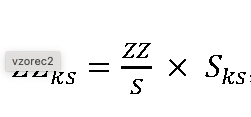 vzorec2
ZZ_ks = ZZ/S × S_ks,